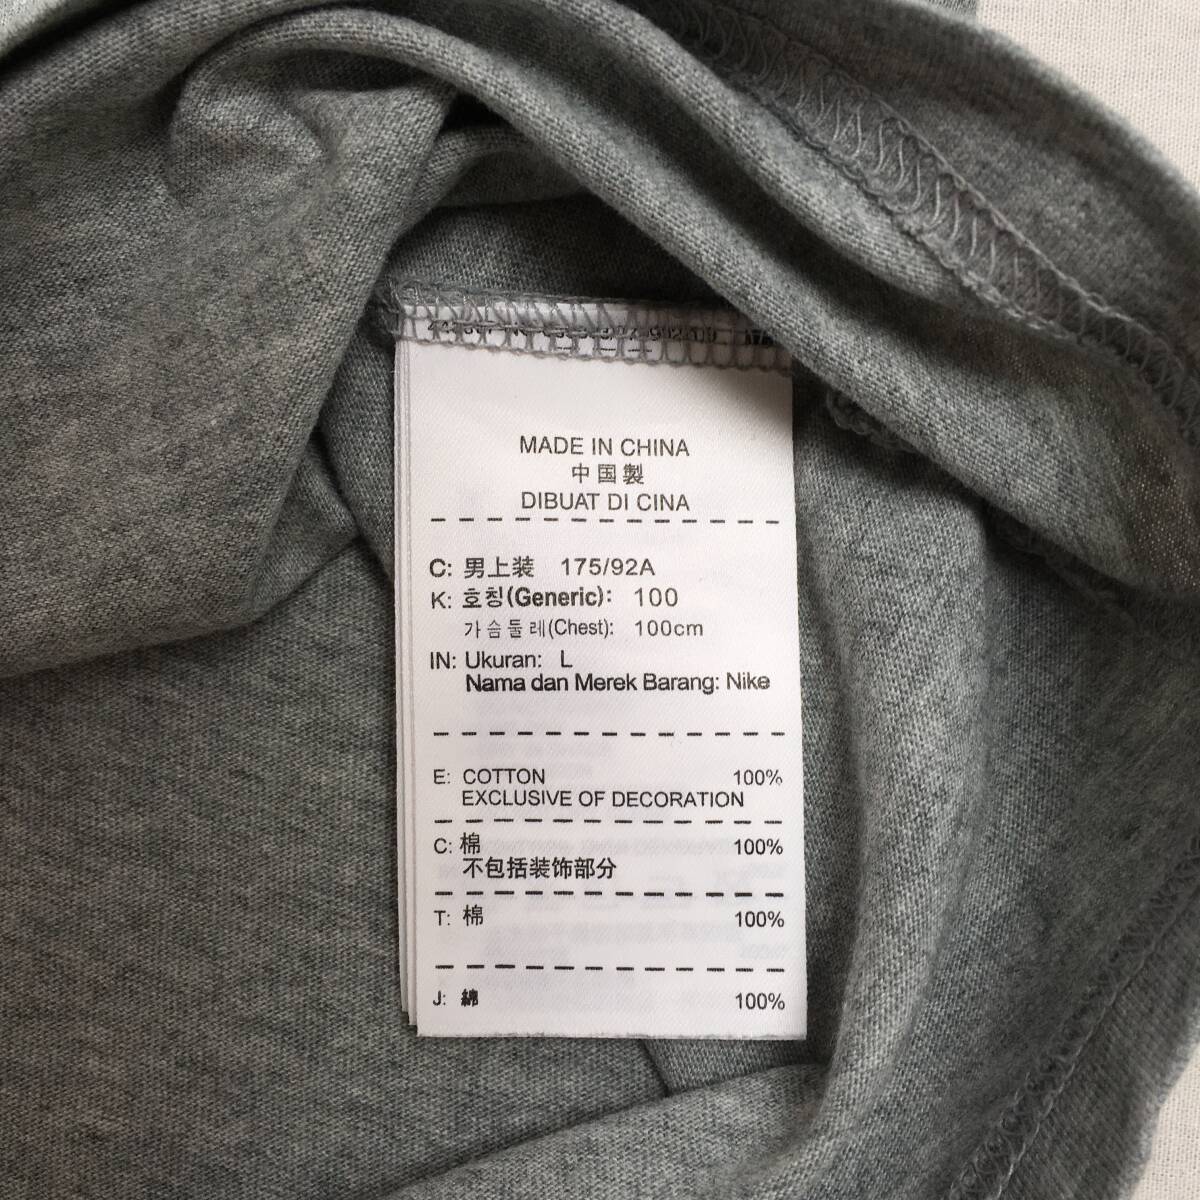 MADE IN CHINA
中国製
DIBUAT DI CINA
C: 男上装 175/92A
K: 호칭(Generic): 100
가슴둘레(Chest): 100cm
IN: Ukuran: L
Nama dan Merek Barang: Nike
E: COTTON 100%
EXCLUSIVE OF DECORATION
C: 棉 100%
不包括装饰部分
T: 棉 100%
J: 綿 100%